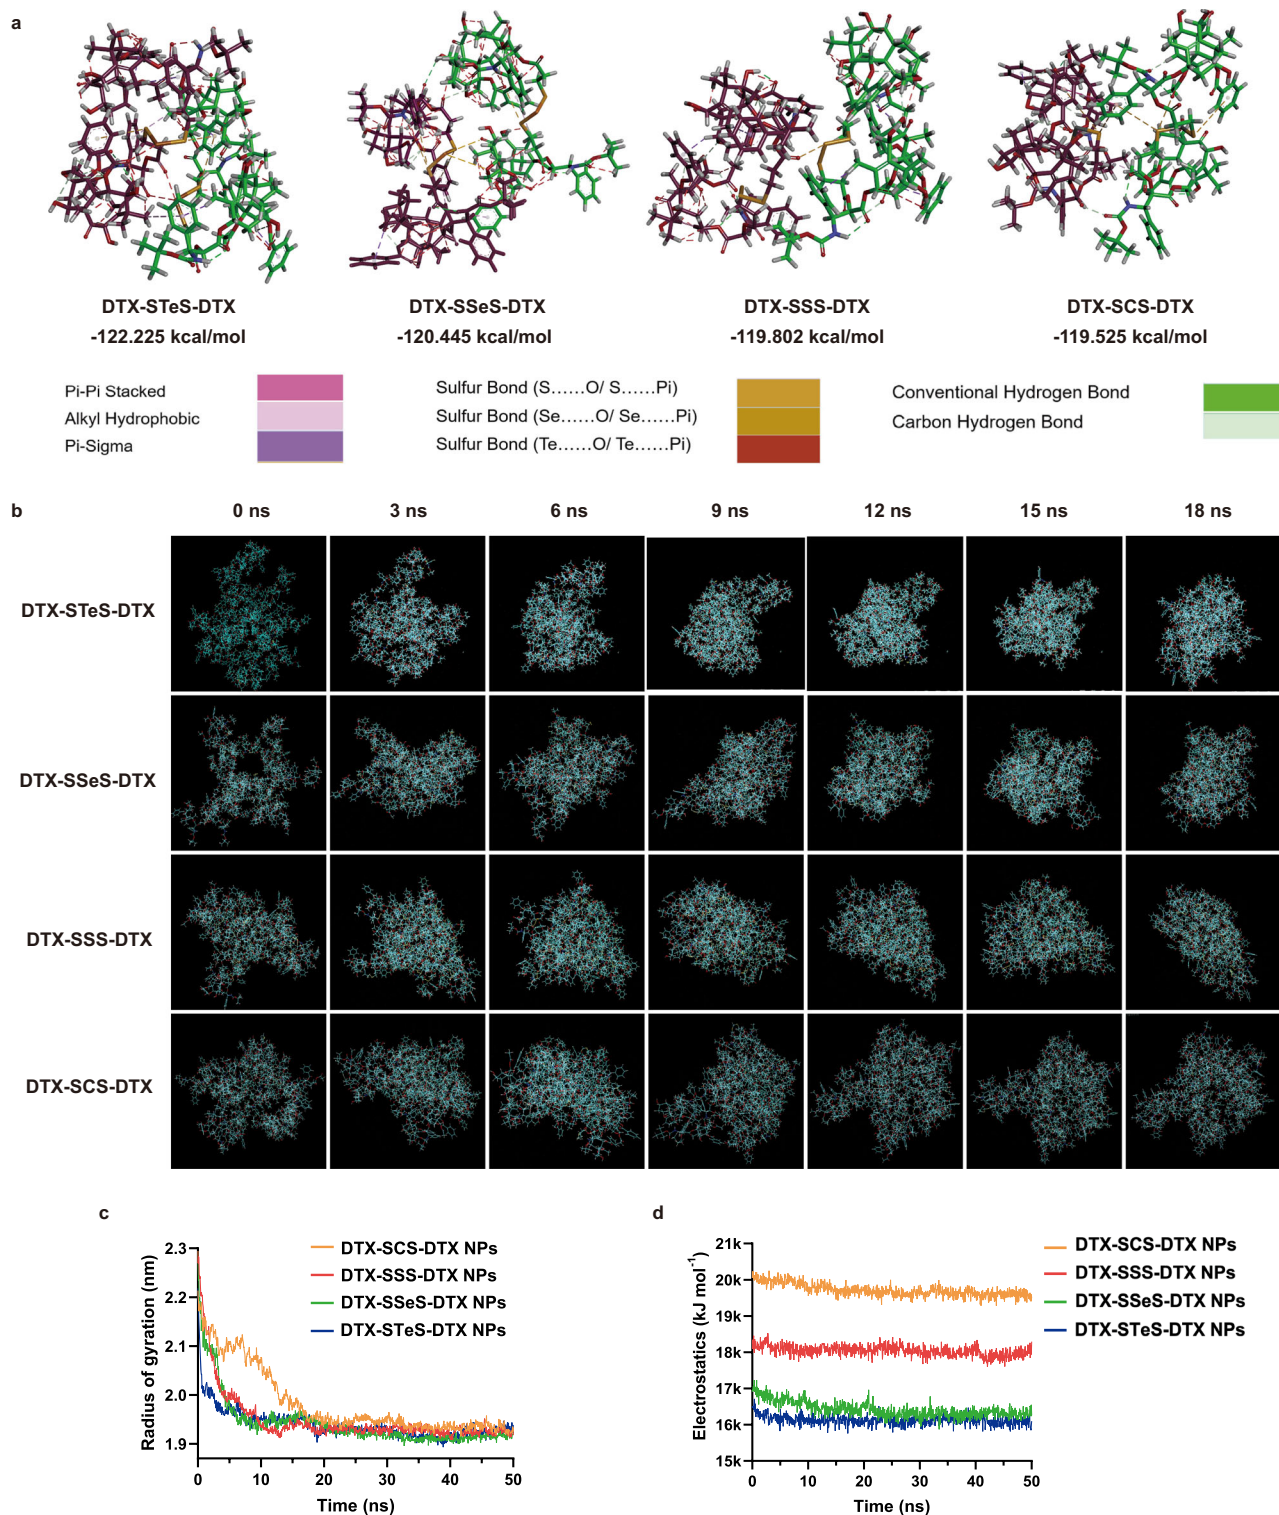 a
DTX-STeS-DTX
-122.225 kcal/mol
DTX-SSeS-DTX
-120.445 kcal/mol
DTX-SSS-DTX
-119.802 kcal/mol
DTX-SCS-DTX
-119.525 kcal/mol
Pi-Pi Stacked
Alkyl Hydrophobic
Pi-Sigma
Sulfur Bond (S......O/ S......Pi)
Sulfur Bond (Se......O/ Se......Pi)
Sulfur Bond (Te......O/ Te......Pi)
Conventional Hydrogen Bond
Carbon Hydrogen Bond
b
0 ns 3 ns 6 ns 9 ns 12 ns 15 ns 18 ns
DTX-STeS-DTX
DTX-SSeS-DTX
DTX-SSS-DTX
DTX-SCS-DTX
c
DTX-SCS-DTX NPs
DTX-SSS-DTX NPs
DTX-SSeS-DTX NPs
DTX-STeS-DTX NPs
Radius of gyration (nm)
2.3
2.2
2.1
2.0
1.9
0 10 20 30 40 50
Time (ns)
d
DTX-SCS-DTX NPs
DTX-SSS-DTX NPs
DTX-SSeS-DTX NPs
DTX-STeS-DTX NPs
Electrostatics (kJ mol⁻¹)
21k
20k
19k
18k
17k
16k
15k
0 10 20 30 40 50
Time (ns)